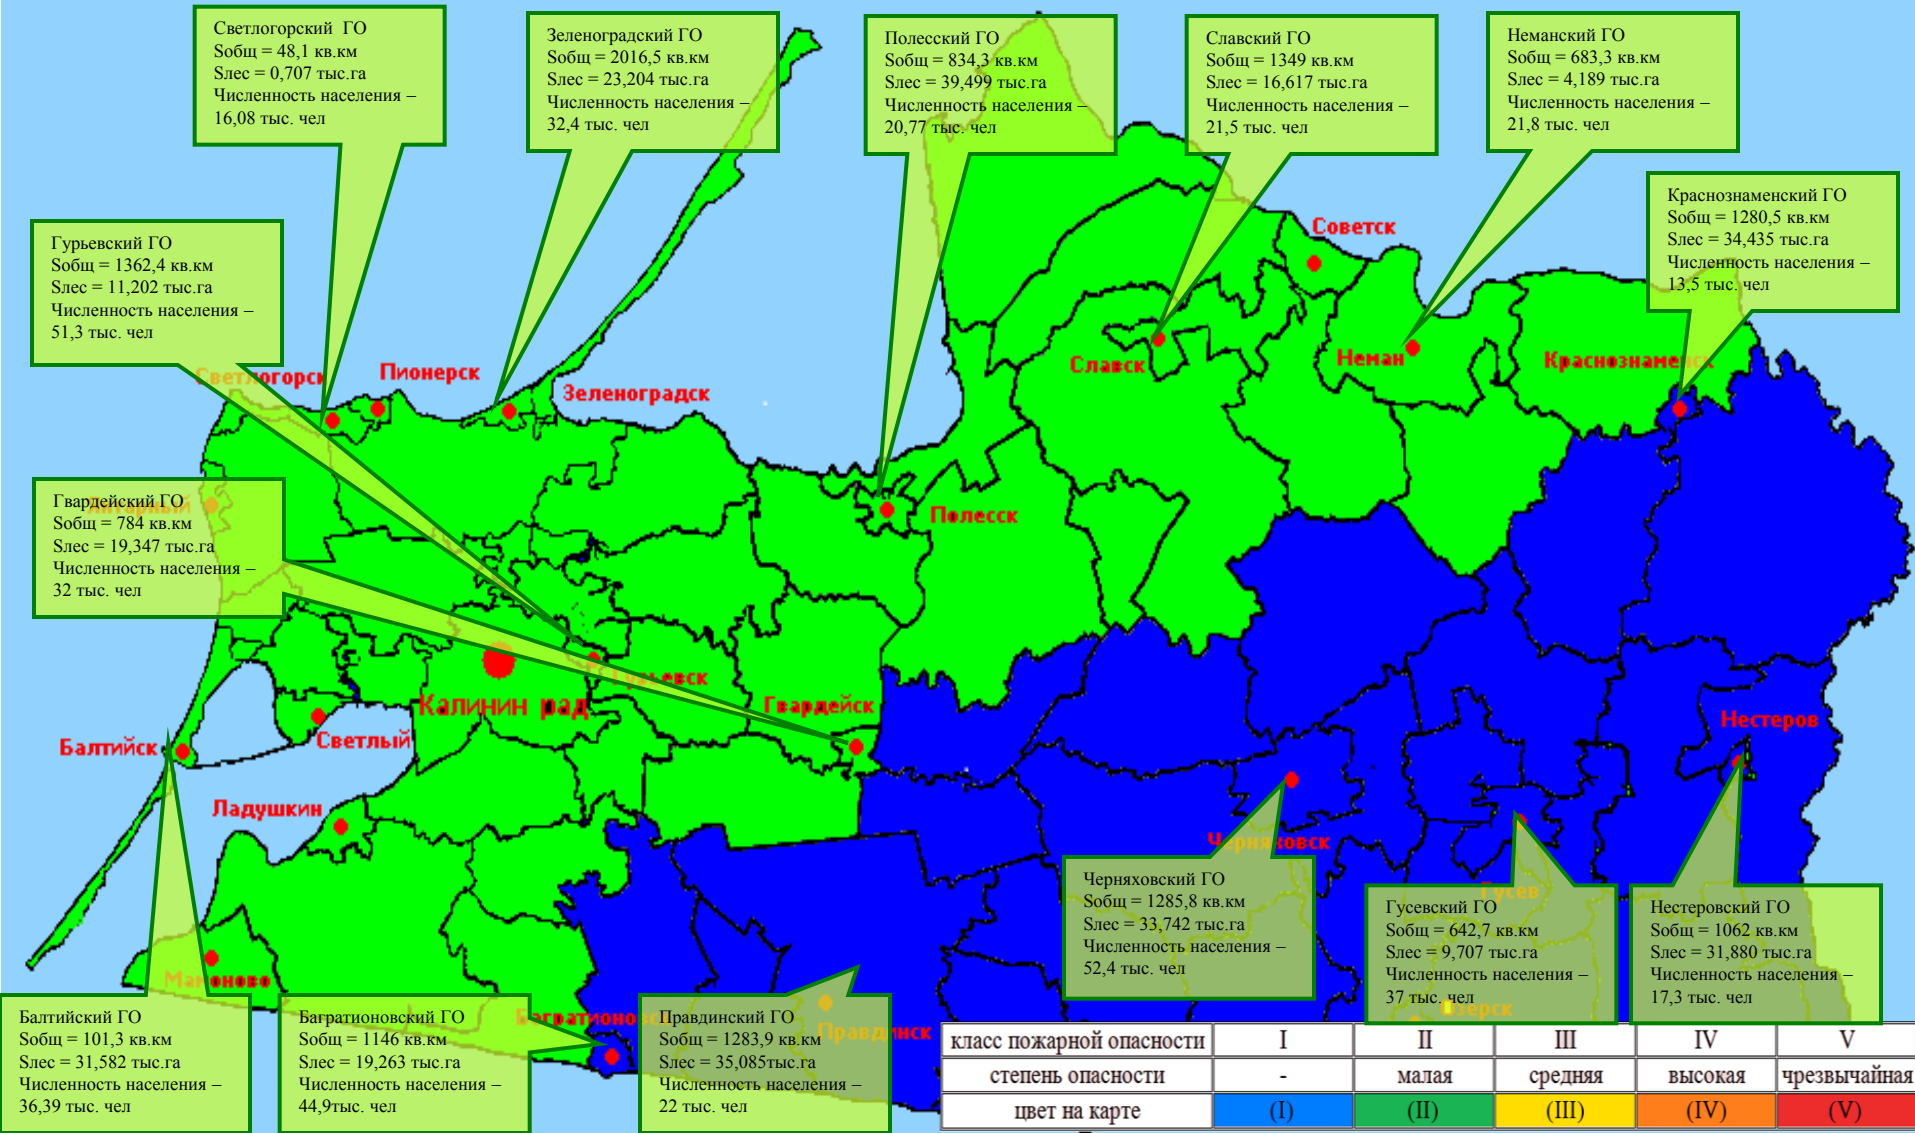 Светлогорский ГО
Sобщ = 48,1 кв.км
Sлес = 0,707 тыс.га
Численность населения –
16,08 тыс. чел
Зеленоградский ГО
Sобщ = 2016,5 кв.км
Sлес = 23,204 тыс.га
Численность населения –
32,4 тыс. чел
Полесский ГО
Sобщ = 834,3 кв.км
Sлес = 39,499 тыс.га
Численность населения –
20,77 тыс. чел
Славский ГО
Sобщ = 1349 кв.км
Sлес = 16,617 тыс.га
Численность населения –
21,5 тыс. чел
Неманский ГО
Sобщ = 683,3 кв.км
Sлес = 4,189 тыс.га
Численность населения –
21,8 тыс. чел
Краснознаменский ГО
Sобщ = 1280,5 кв.км
Sлес = 34,435 тыс.га
Численность населения –
13,5 тыс. чел
Гурьевский ГО
Sобщ = 1362,4 кв.км
Sлес = 11,202 тыс.га
Численность населения –
51,3 тыс. чел
Советск
Светлогорск
Пионерск
Зеленоградск
Славск
Неман
Краснознаменск
Гвардейский ГО
Sобщ = 784 кв.км
Sлес = 19,347 тыс.га
Численность населения –
32 тыс. чел
Янтарный
Полесск
Гурьевск
Калинин рад
Гвардейск
Нестеров
Балтийск
Светлый
Ладушкин
Черняховск
Гусев
Мамоново
Черняховский ГО
Sобщ = 1285,8 кв.км
Sлес = 33,742 тыс.га
Численность населения –
52,4 тыс. чел
Гусевский ГО
Sобщ = 642,7 кв.км
Sлес = 9,707 тыс.га
Численность населения –
37 тыс. чел
Нестеровский ГО
Sобщ = 1062 кв.км
Sлес = 31,880 тыс.га
Численность населения –
17,3 тыс. чел
Озерск
Багратионовск
Правдинск
Балтийский ГО
Sобщ = 101,3 кв.км
Sлес = 31,582 тыс.га
Численность населения –
36,39 тыс. чел
Багратионовский ГО
Sобщ = 1146 кв.км
Sлес = 19,263 тыс.га
Численность населения –
44,9тыс. чел
Правдинский ГО
Sобщ = 1283,9 кв.км
Sлес = 35,085тыс.га
Численность населения –
22 тыс. чел
класс пожарной опасности I II III IV V
степень опасности - малая средняя высокая чрезвычайная
цвет на карте (I) (II) (III) (IV) (V)